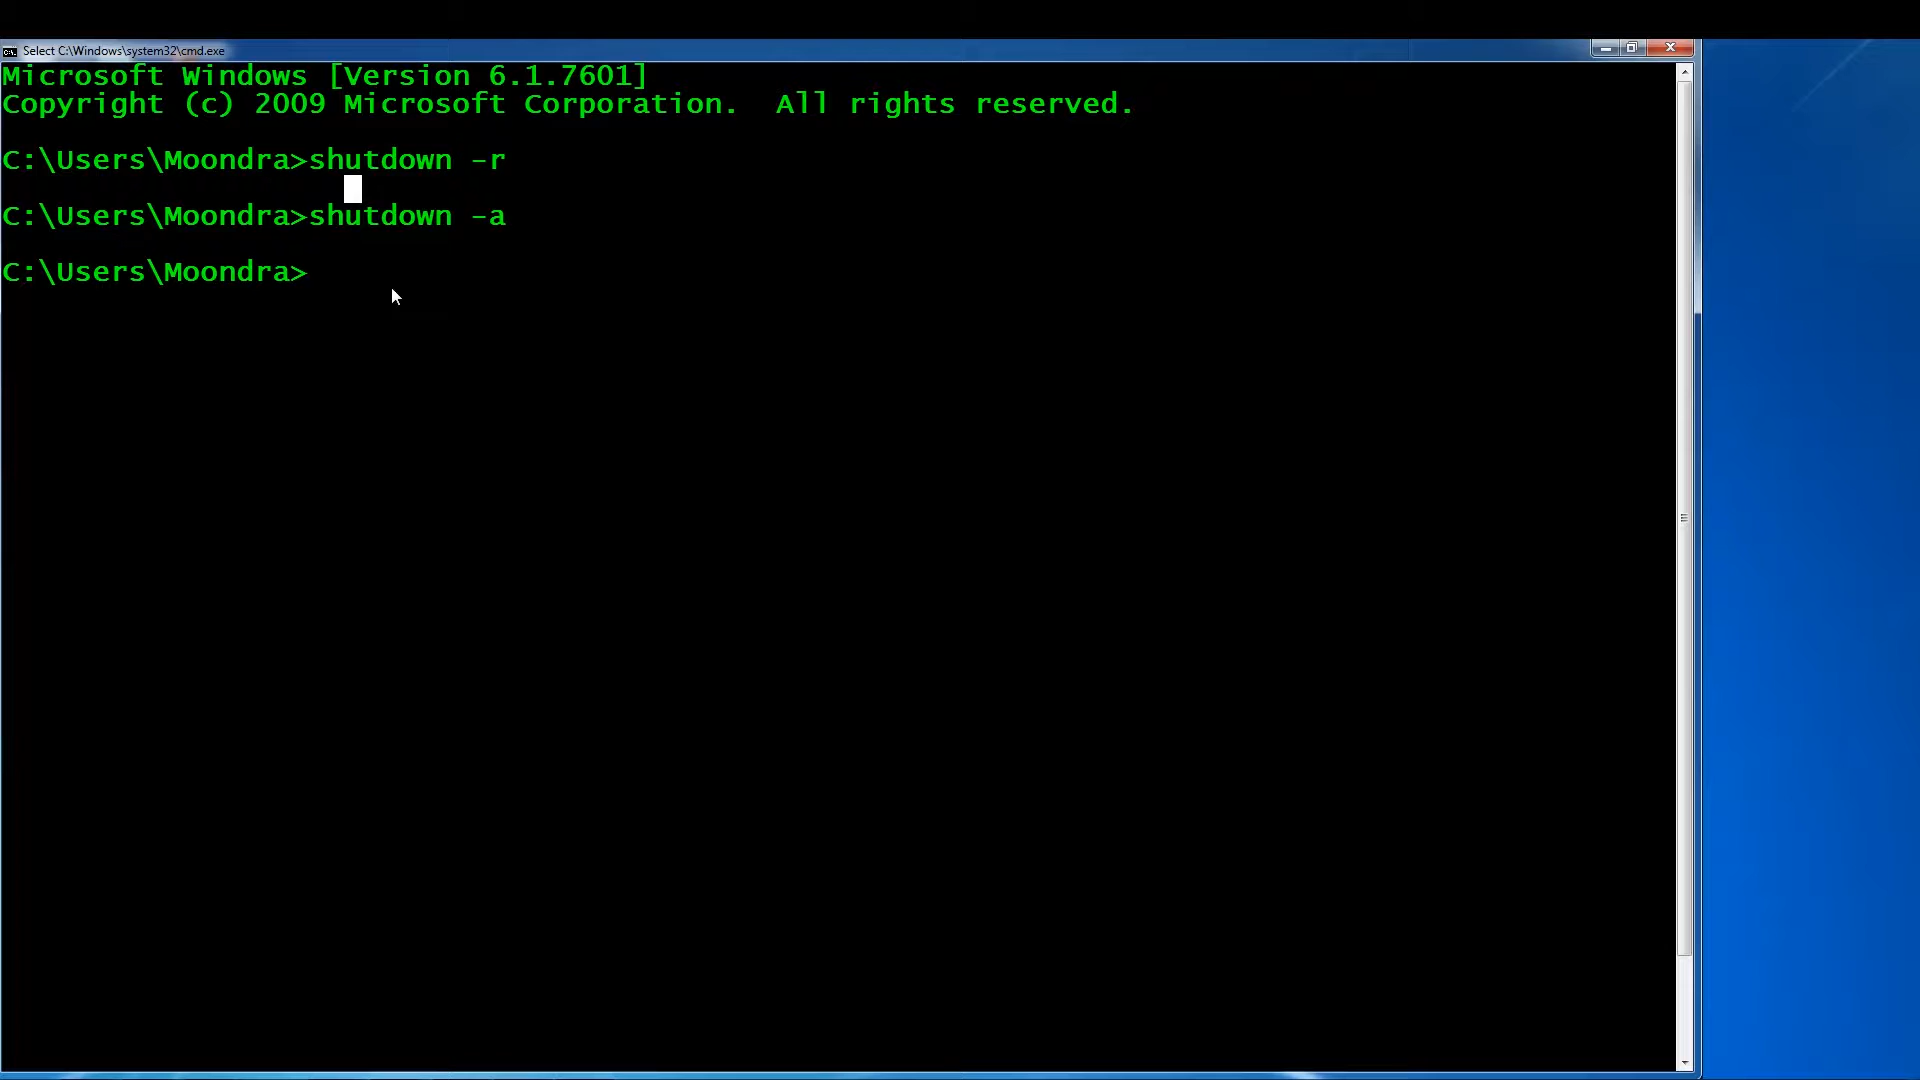 Select C:\Windows\system32\cmd.exe
Microsoft Windows [Version 6.1.7601]
Copyright (c) 2009 Microsoft Corporation.  All rights reserved.
C:\Users\Moondra>shutdown -r
C:\Users\Moondra>shutdown -a
C:\Users\Moondra>